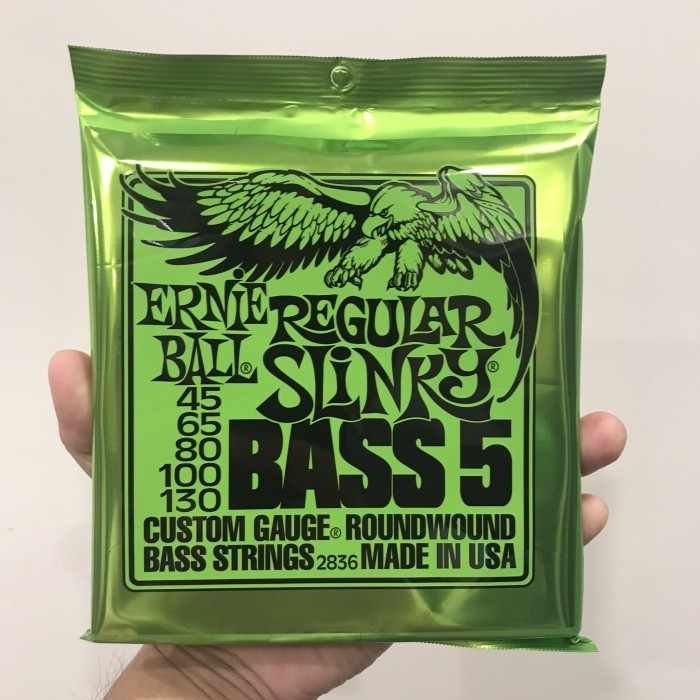 ERNIE BALL®
REGULAR SLINKY®
45
65
80
100
130
BASS 5
CUSTOM GAUGE® ROUNDWOUND
BASS STRINGS 2836 MADE IN USA